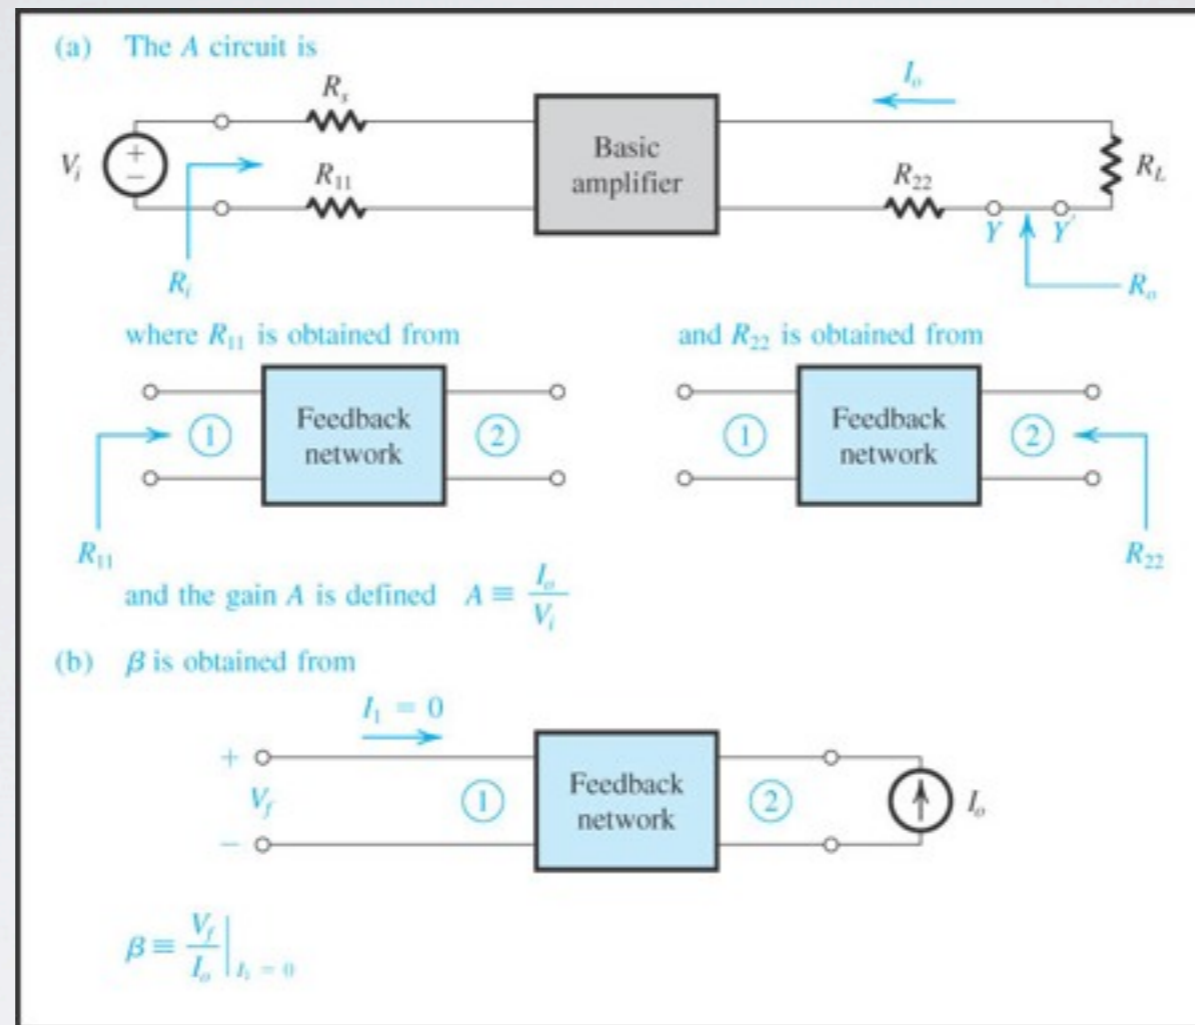 (a) The A circuit is
R_s
I_o
V_i
+
−
Basic
amplifier
R_L
R_11
R_22
Y
Y'
R_i
R_o
where R_11 is obtained from
and R_22 is obtained from
1
Feedback
network
2
1
Feedback
network
2
R_11
R_22
and the gain A is defined A ≡ I_o / V_i
(b) β is obtained from
I_1 = 0
+
V_f
−
1
Feedback
network
2
I_o
β ≡ V_f / I_o | I_1 = 0